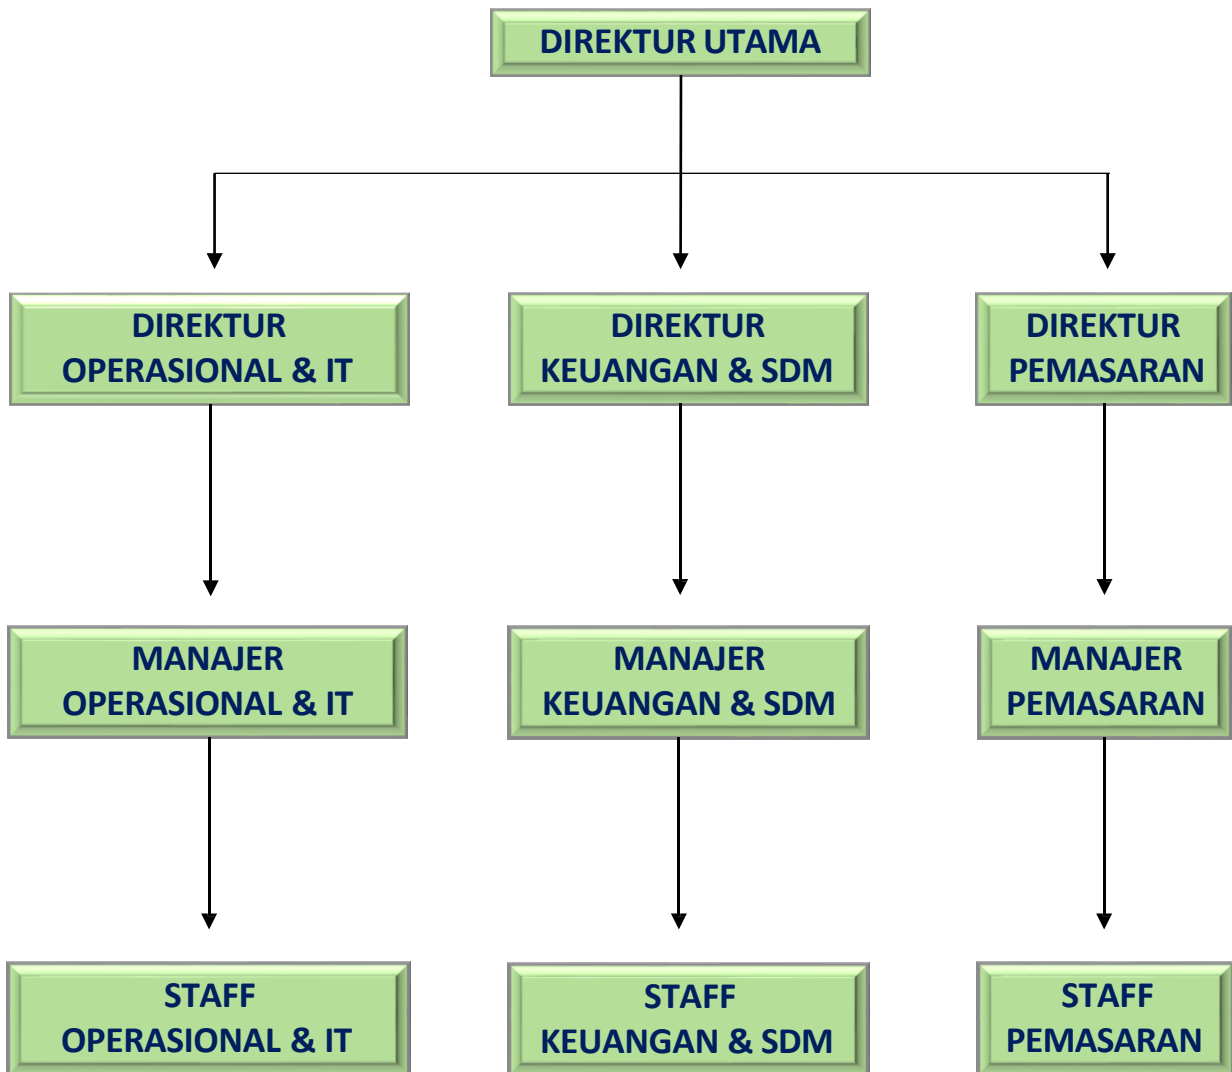 DIREKTUR UTAMA
DIREKTUR
OPERASIONAL & IT
DIREKTUR
KEUANGAN & SDM
DIREKTUR
PEMASARAN
MANAJER
OPERASIONAL & IT
MANAJER
KEUANGAN & SDM
MANAJER
PEMASARAN
STAFF
OPERASIONAL & IT
STAFF
KEUANGAN & SDM
STAFF
PEMASARAN